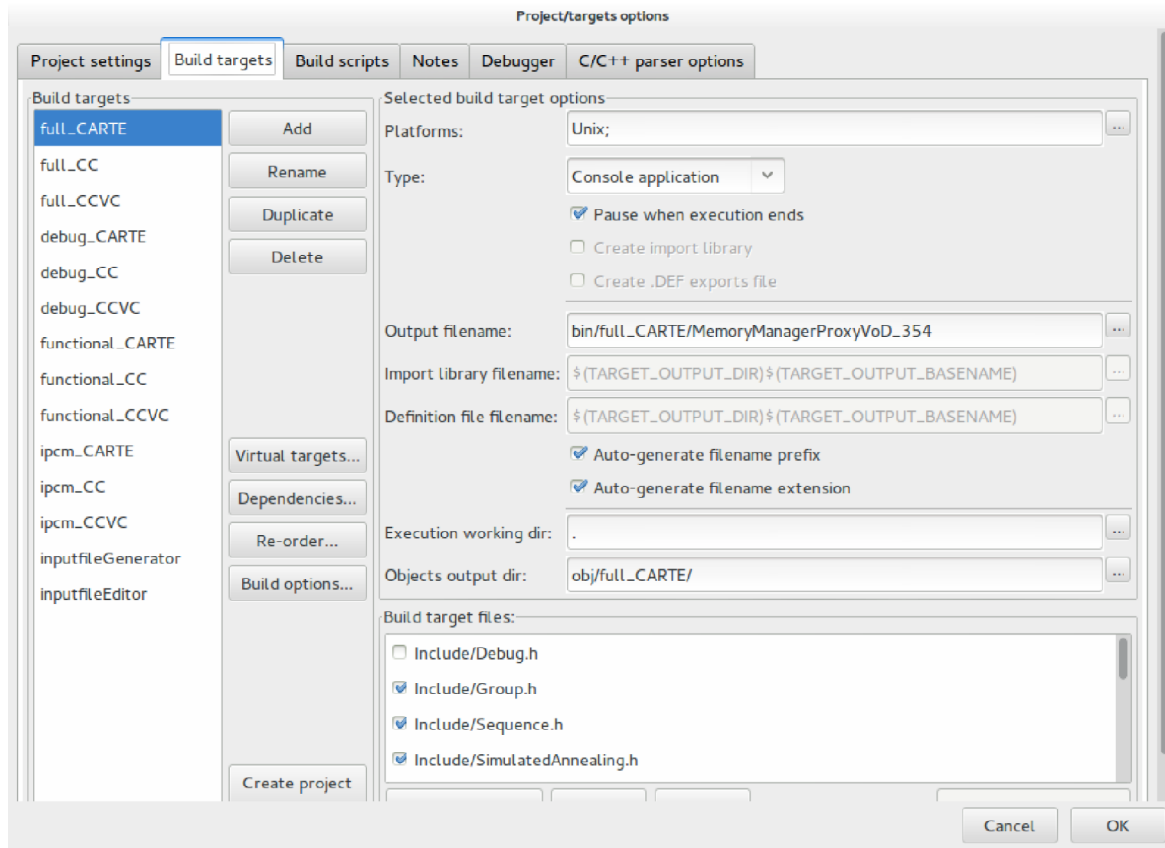 Project/targets options
Project settings
Build targets
Build scripts
Notes
Debugger
C/C++ parser options
Build targets
full_CARTE
full_CC
full_CCVC
debug_CARTE
debug_CC
debug_CCVC
functional_CARTE
functional_CC
functional_CCVC
ipcm_CARTE
ipcm_CC
ipcm_CCVC
inputfileGenerator
inputfileEditor
Add
Rename
Duplicate
Delete
Virtual targets...
Dependencies...
Re-order...
Build options...
Create project
Selected build target options
Platforms: Unix; ...
Type: Console application
Pause when execution ends
Create import library
Create .DEF exports file
Output filename: bin/full_CARTE/MemoryManagerProxyVoD_354 ...
Import library filename: $(TARGET_OUTPUT_DIR)$(TARGET_OUTPUT_BASENAME) ...
Definition file filename: $(TARGET_OUTPUT_DIR)$(TARGET_OUTPUT_BASENAME) ...
Auto-generate filename prefix
Auto-generate filename extension
Execution working dir: . ...
Objects output dir: obj/full_CARTE/ ...
Build target files:
Include/Debug.h
Include/Group.h
Include/Sequence.h
Include/SimulatedAnnealing.h
Cancel
OK